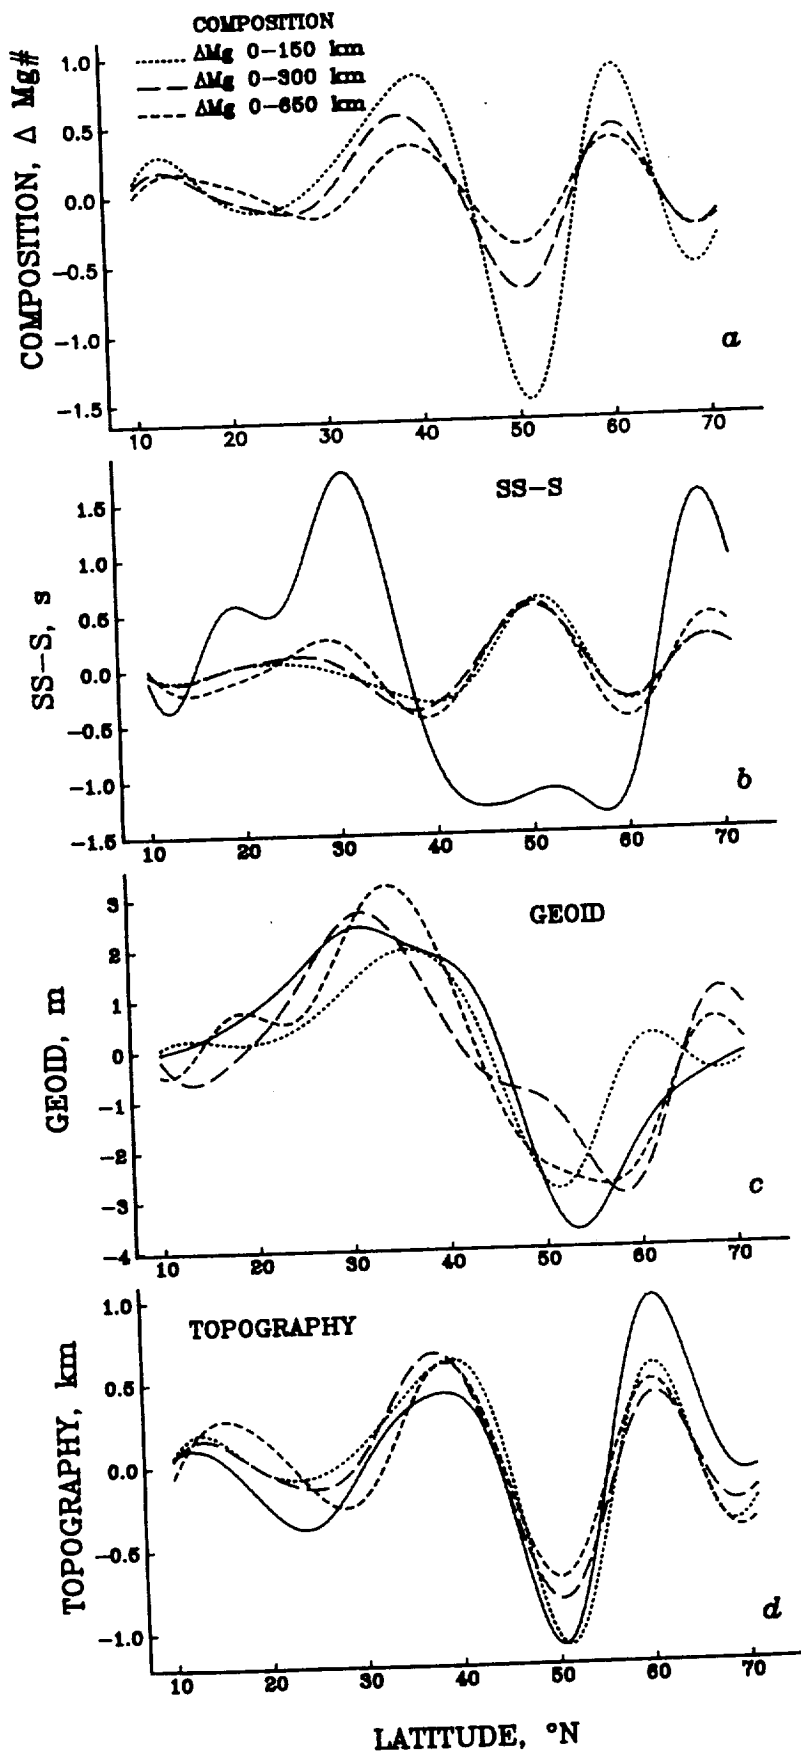 COMPOSITION
ΔMg 0-150 km
ΔMg 0-300 km
ΔMg 0-650 km
COMPOSITION, Δ Mg#
1.0
0.5
0.0
-0.5
-1.0
-1.5
a
10 20 30 40 50 60 70
SS-S
SS-S, s
1.5
1.0
0.5
0.0
-0.5
-1.0
-1.5
b
10 20 30 40 50 60 70
GEOID
GEOID, m
3
2
1
0
-1
-2
-3
-4
c
10 20 30 40 50 60 70
TOPOGRAPHY
TOPOGRAPHY, km
1.0
0.5
0.0
-0.5
-1.0
d
10 20 30 40 50 60 70
LATITUDE, °N